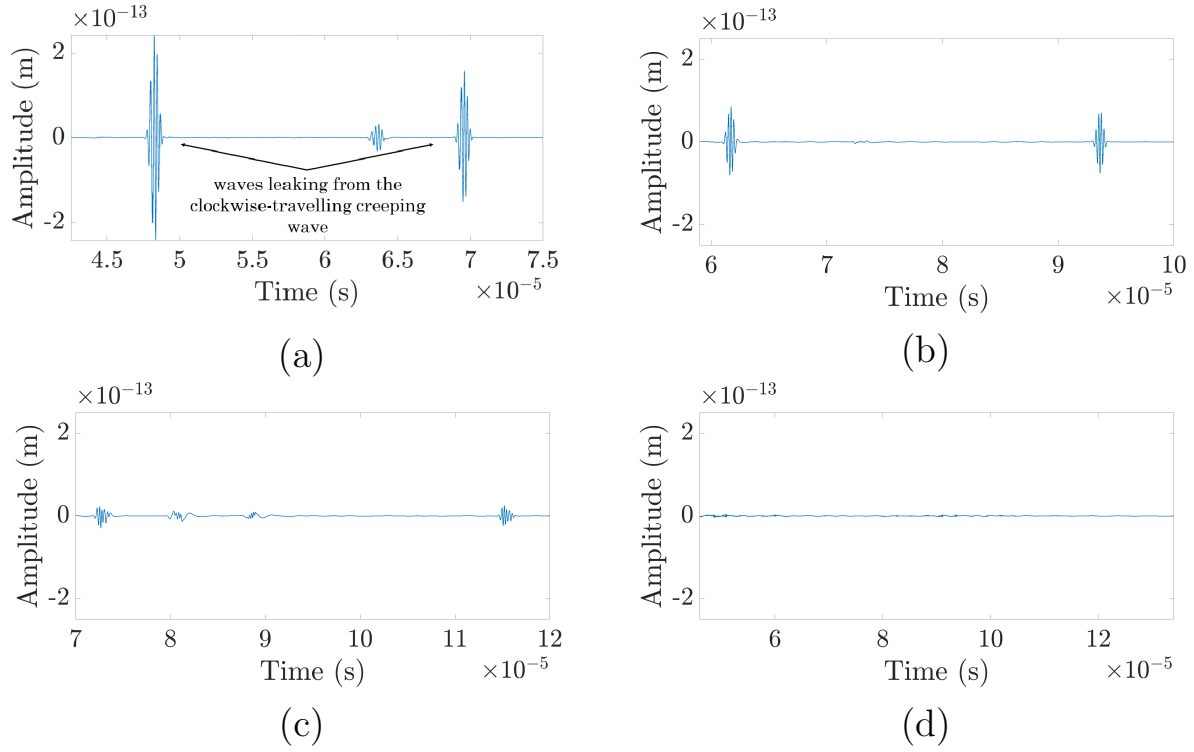 ×10⁻¹³
Amplitude (m)
2
0
-2
waves leaking from the
clockwise-travelling creeping
wave
4.5 5 5.5 6 6.5 7 7.5
Time (s)
×10⁻⁵
(a)
×10⁻¹³
Amplitude (m)
2
0
-2
6 7 8 9 10
Time (s)
×10⁻⁵
(b)
×10⁻¹³
Amplitude (m)
2
0
-2
7 8 9 10 11 12
Time (s)
×10⁻⁵
(c)
×10⁻¹³
Amplitude (m)
2
0
-2
6 8 10 12
Time (s)
×10⁻⁵
(d)